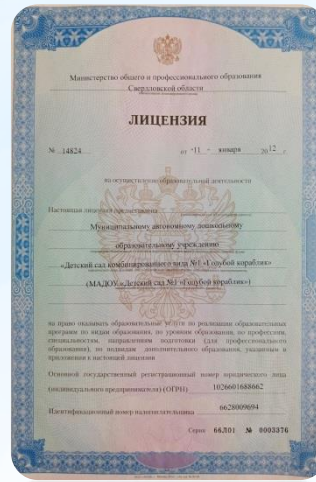 Министерство общего и профессионального образования
Свердловской области
ЛИЦЕНЗИЯ
№ 14824 от «11» января 2012 г.
на осуществление образовательной деятельности
Настоящая лицензия предоставлена
Муниципальному автономному дошкольному
образовательному учреждению
«Детский сад комбинированного вида №1 «Голубой кораблик»
(МАДОУ «Детский сад №1 «Голубой кораблик»)
на право оказывать образовательные услуги по реализации образовательных
программ по видам образования, по уровням образования, по профессиям,
специальностям, направлениям подготовки (для профессионального
образования), по подвидам дополнительного образования, указанным в
приложении к настоящей лицензии
Основной государственный регистрационный номер юридического лица
(индивидуального предпринимателя) (ОГРН) 1026601688662
Идентификационный номер налогоплательщика 6628009694
Серия 66Л01 № 0003376